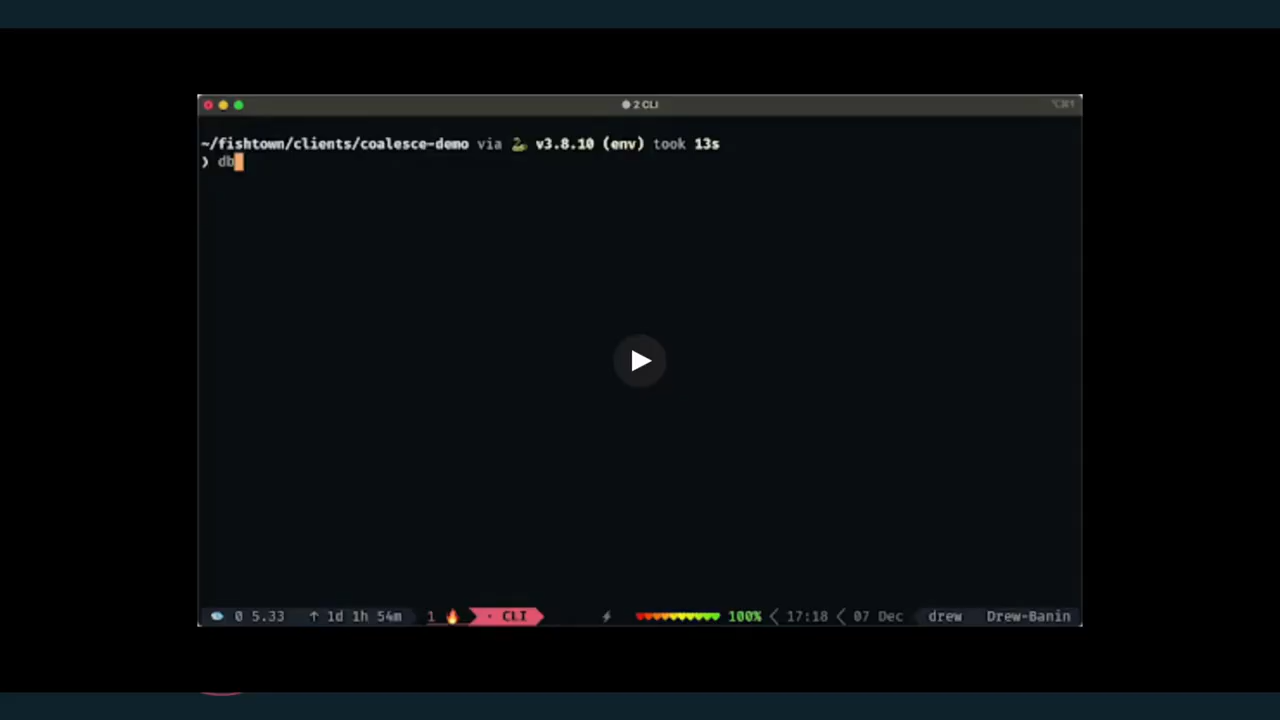 2 CLI
~/fishtown/clients/coalesce-demo via 🐍 v3.8.10 (env) took 13s
❯ db
0 5.33 ↑ 1d 1h 54m 1 🔥 · CLI ⚡ 100% 17:18 07 Dec drew Drew-Banin